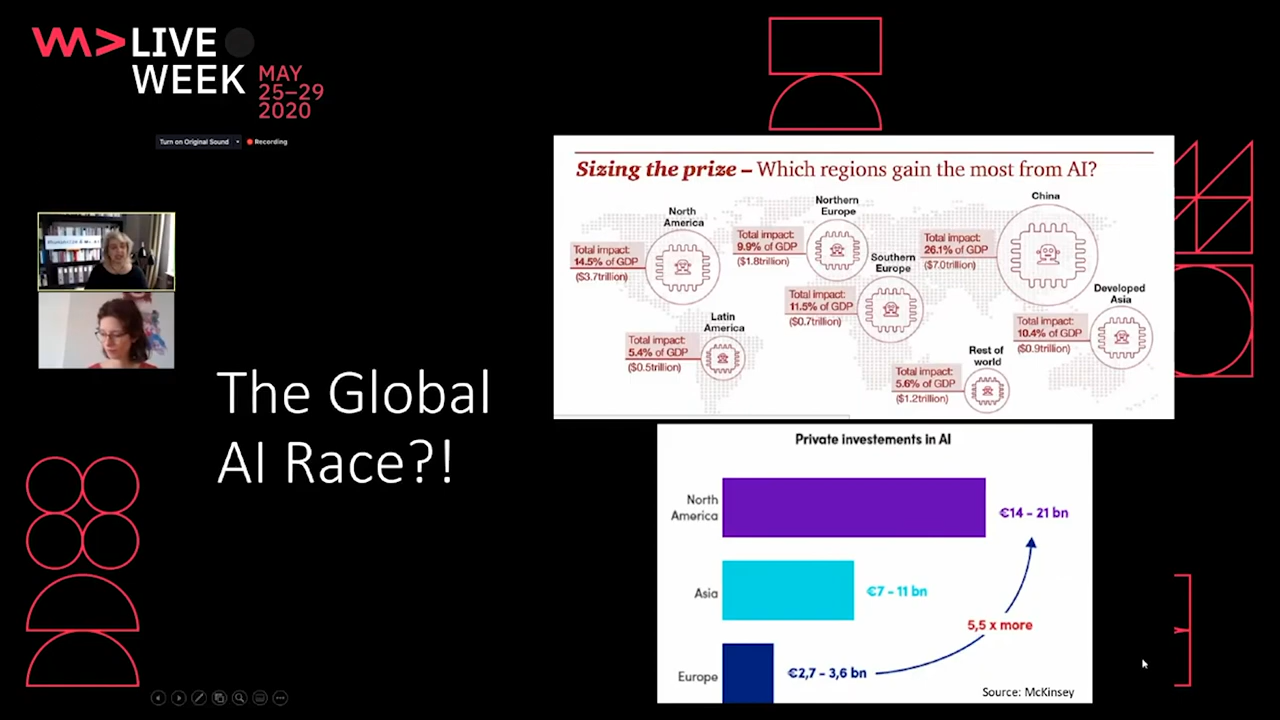 LIVE
WEEK
MAY
25–29
2020
Turn on Original Sound
Recording
The Global
AI Race?!
Sizing the prize – Which regions gain the most from AI?
North
America
Total impact:
14.5% of GDP
($3.7trillion)
Northern
Europe
Total impact:
9.9% of GDP
($1.8trillion)
China
Total impact:
26.1% of GDP
($7.0trillion)
Southern
Europe
Total impact:
11.5% of GDP
($0.7trillion)
Developed
Asia
Total impact:
10.4% of GDP
($0.9trillion)
Latin
America
Total impact:
5.4% of GDP
($0.5trillion)
Rest of
world
Total impact:
5.6% of GDP
($1.2trillion)
Private investements in AI
North
America
€14 - 21 bn
Asia
€7 - 11 bn
5,5 x more
Europe
€2,7 - 3,6 bn
Source: McKinsey